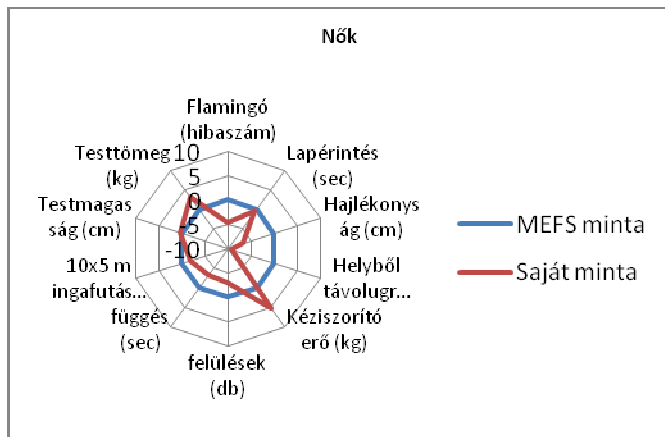 Nők
Flamingó
(hibaszám)
Lapérintés
(sec)
Hajlékonys
ág (cm)
Helyből
távolugr...
Kéziszorító
erő (kg)
felülések
(db)
függés
(sec)
10x5 m
ingafutás...
Testmagas
ság (cm)
Testtömeg
(kg)
10
5
0
-5
-10
MEFS minta
Saját minta